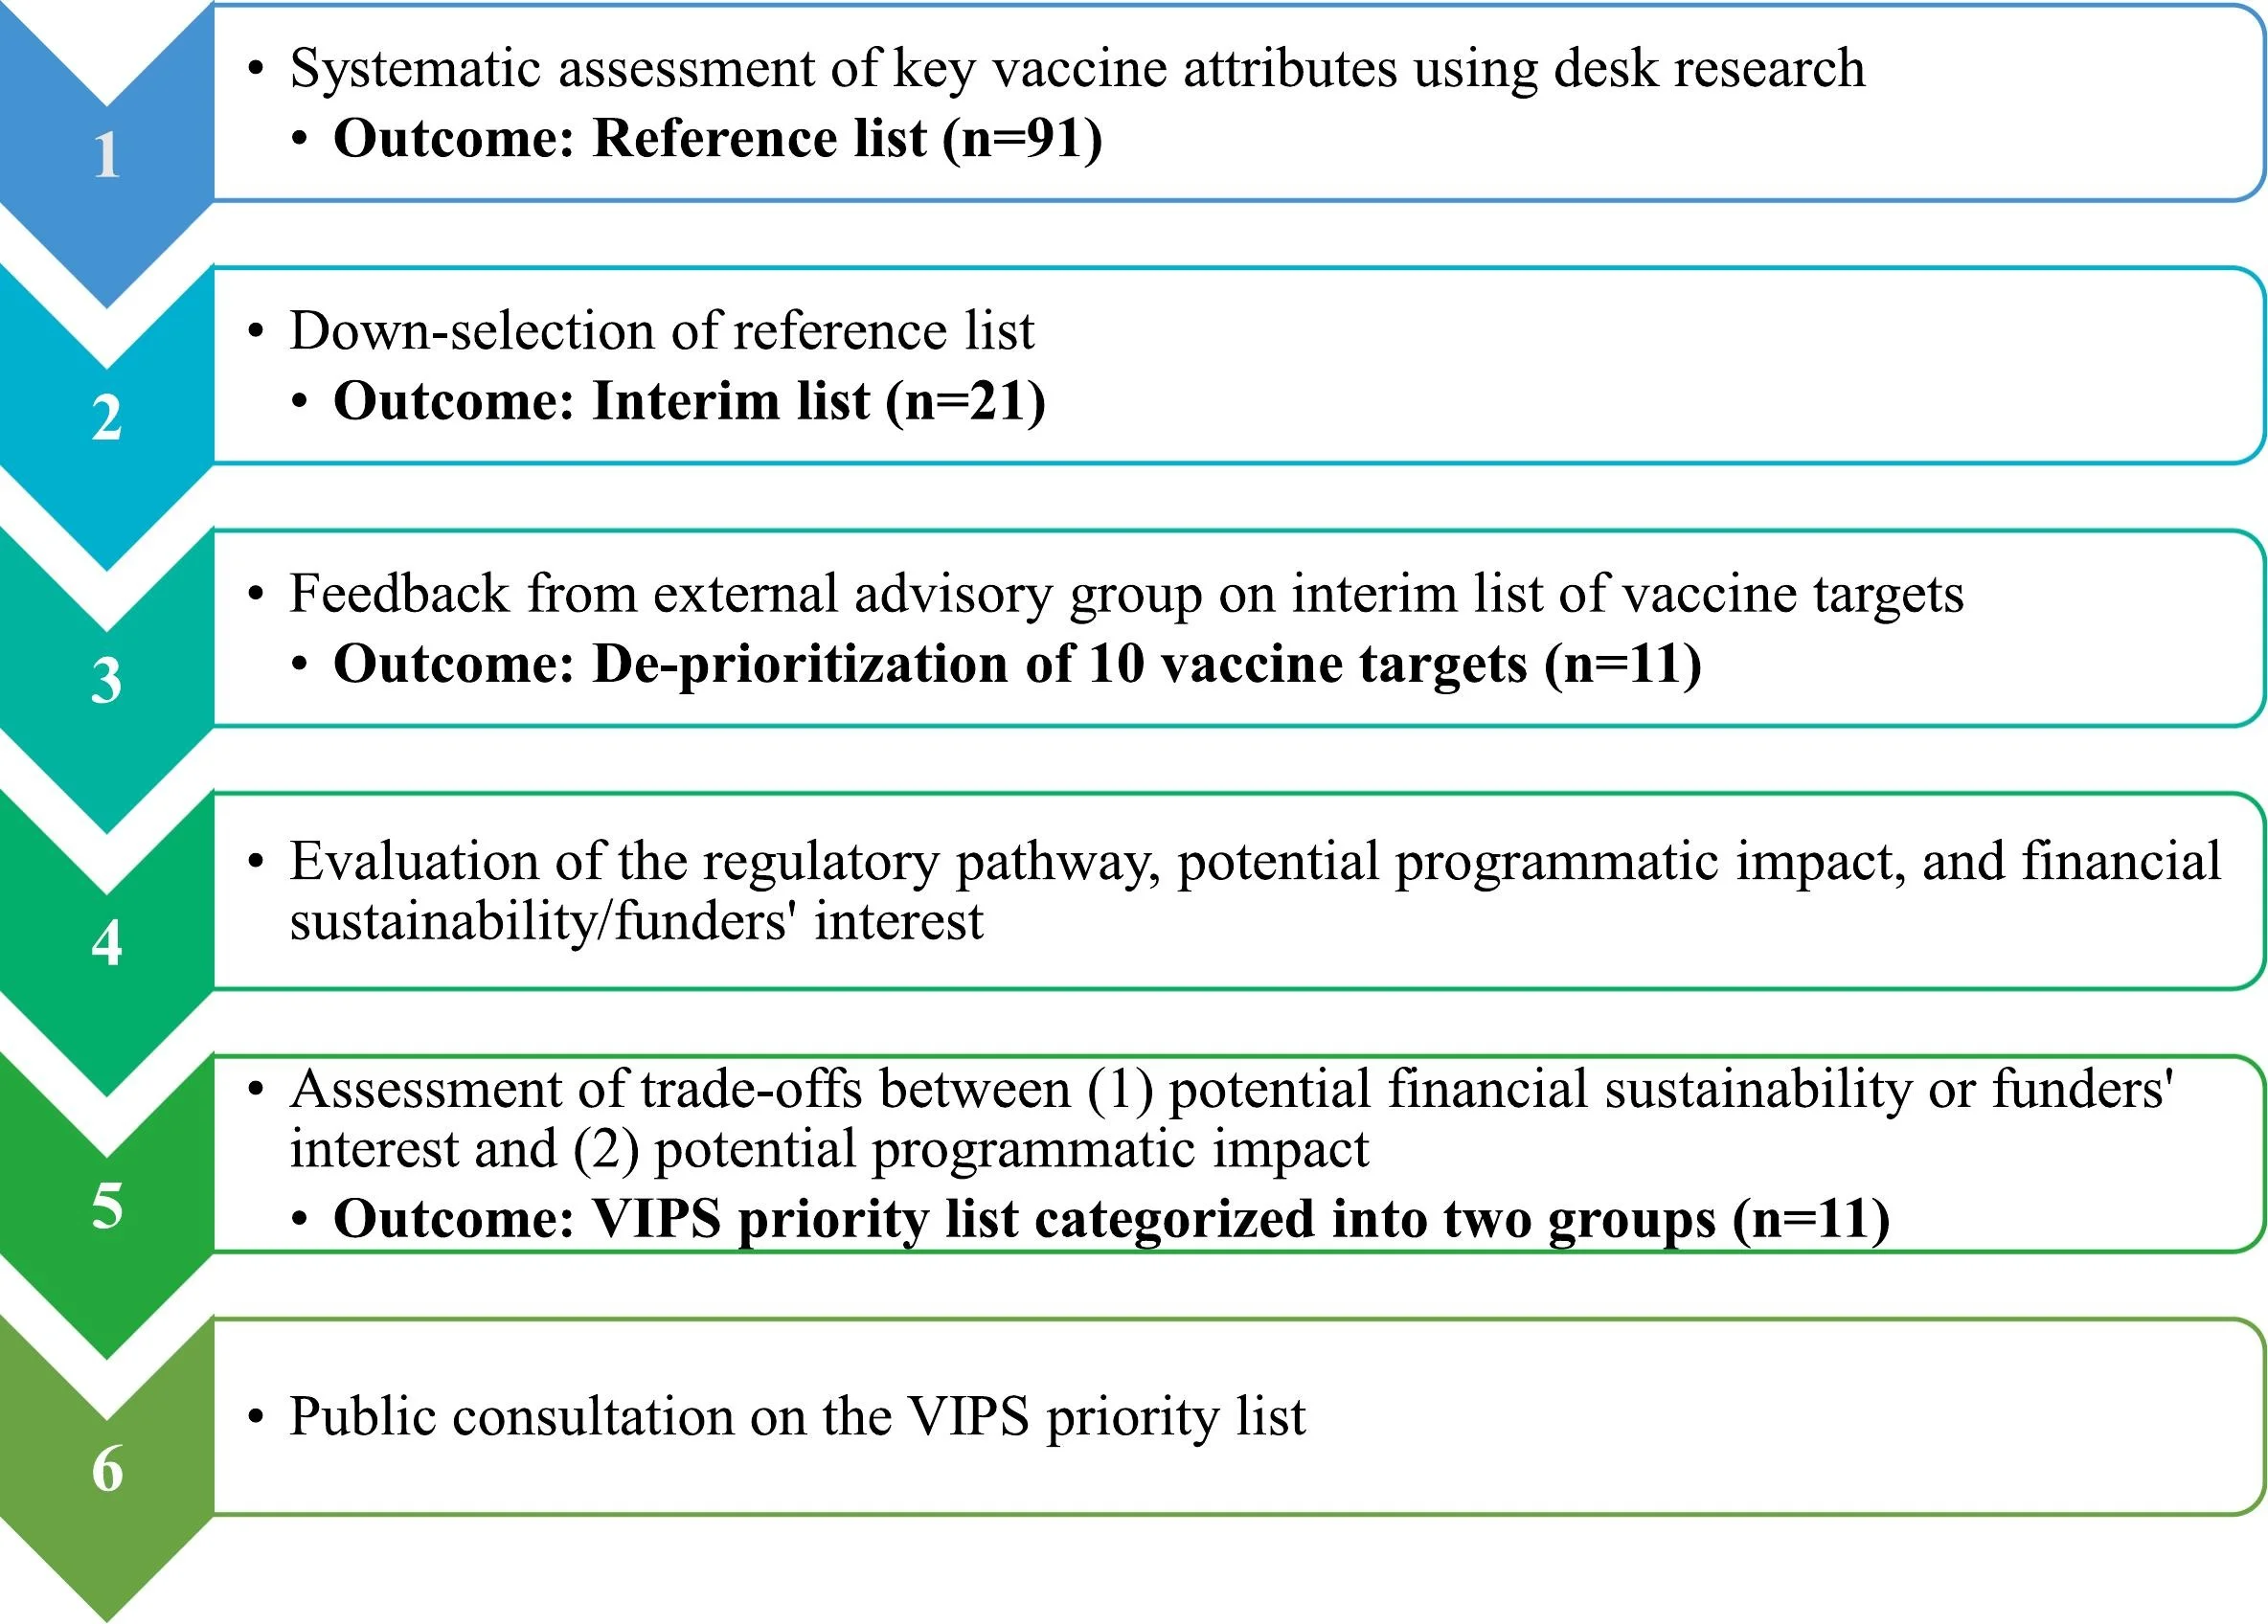 1
• Systematic assessment of key vaccine attributes using desk research
• Outcome: Reference list (n=91)
2
• Down-selection of reference list
• Outcome: Interim list (n=21)
3
• Feedback from external advisory group on interim list of vaccine targets
• Outcome: De-prioritization of 10 vaccine targets (n=11)
4
• Evaluation of the regulatory pathway, potential programmatic impact, and financial
sustainability/funders' interest
5
• Assessment of trade-offs between (1) potential financial sustainability or funders'
interest and (2) potential programmatic impact
• Outcome: VIPS priority list categorized into two groups (n=11)
6
• Public consultation on the VIPS priority list